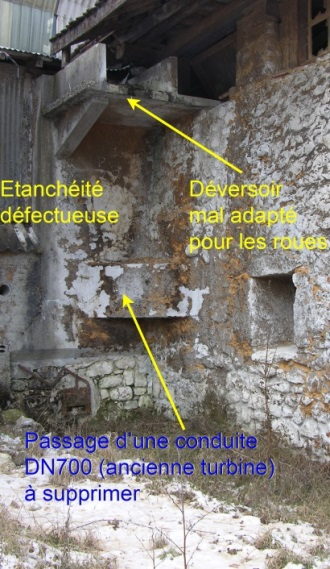 Etanchéité
défectueuse
Déversoir
mal adapté
pour les roues
Passage d'une conduite
DN700 (ancienne turbine)
à supprimer